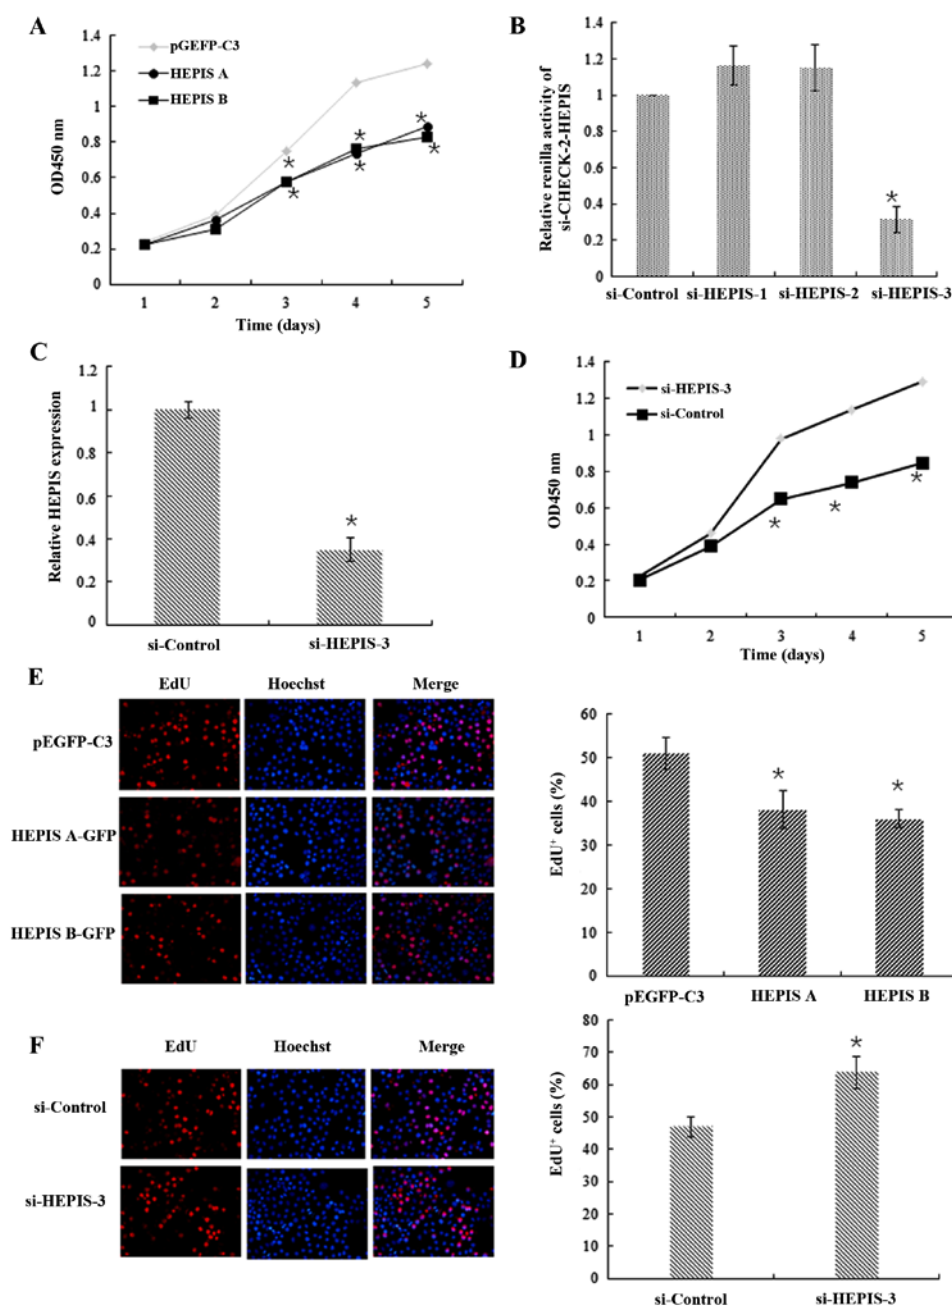 A
pGEFP-C3
HEPIS A
HEPIS B
OD450 nm
1.4
1.2
1
0.8
0.6
0.4
0.2
0
* * * * * *
1 2 3 4 5
Time (days)
B
Relative renilla activity of
si-CHECK-2-HEPIS
1.4
1.2
1
0.8
0.6
0.4
0.2
0
*
si-Control si-HEPIS-1 si-HEPIS-2 si-HEPIS-3
C
Relative HEPIS expression
1.2
1
0.8
0.6
0.4
0.2
0
*
si-Control si-HEPIS-3
D
si-HEPIS-3
si-Control
OD450 nm
1.4
1.2
1
0.8
0.6
0.4
0.2
0
* * *
1 2 3 4 5
Time (days)
E
EdU Hoechst Merge
pEGFP-C3
HEPIS A-GFP
HEPIS B-GFP
EdU⁺ cells (%)
60
50
40
30
20
10
0
* *
pEGFP-C3 HEPIS A HEPIS B
F
EdU Hoechst Merge
si-Control
si-HEPIS-3
EdU⁺ cells (%)
80
70
60
50
40
30
20
10
0
*
si-Control si-HEPIS-3